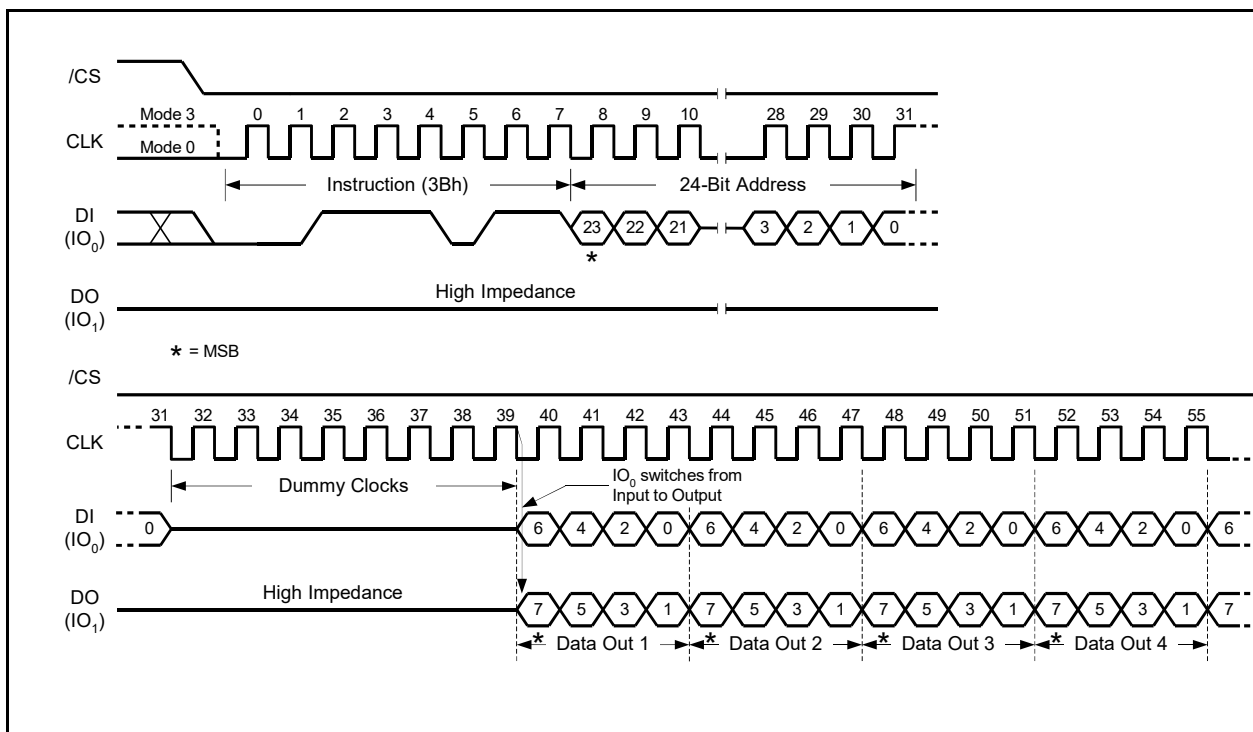 /CS
Mode 3 0 1 2 3 4 5 6 7 8 9 10 28 29 30 31
CLK
Mode 0
Instruction (3Bh) 24-Bit Address
DI
(IO0) 23 22 21 3 2 1 0
*
DO High Impedance
(IO1)
* = MSB
/CS
31 32 33 34 35 36 37 38 39 40 41 42 43 44 45 46 47 48 49 50 51 52 53 54 55
CLK
Dummy Clocks IO0 switches from
Input to Output
DI
(IO0) 0 6 4 2 0 6 4 2 0 6 4 2 0 6 4 2 0 6
DO High Impedance 7 5 3 1 7 5 3 1 7 5 3 1 7 5 3 1 7
(IO1)
* Data Out 1 * Data Out 2 * Data Out 3 * Data Out 4